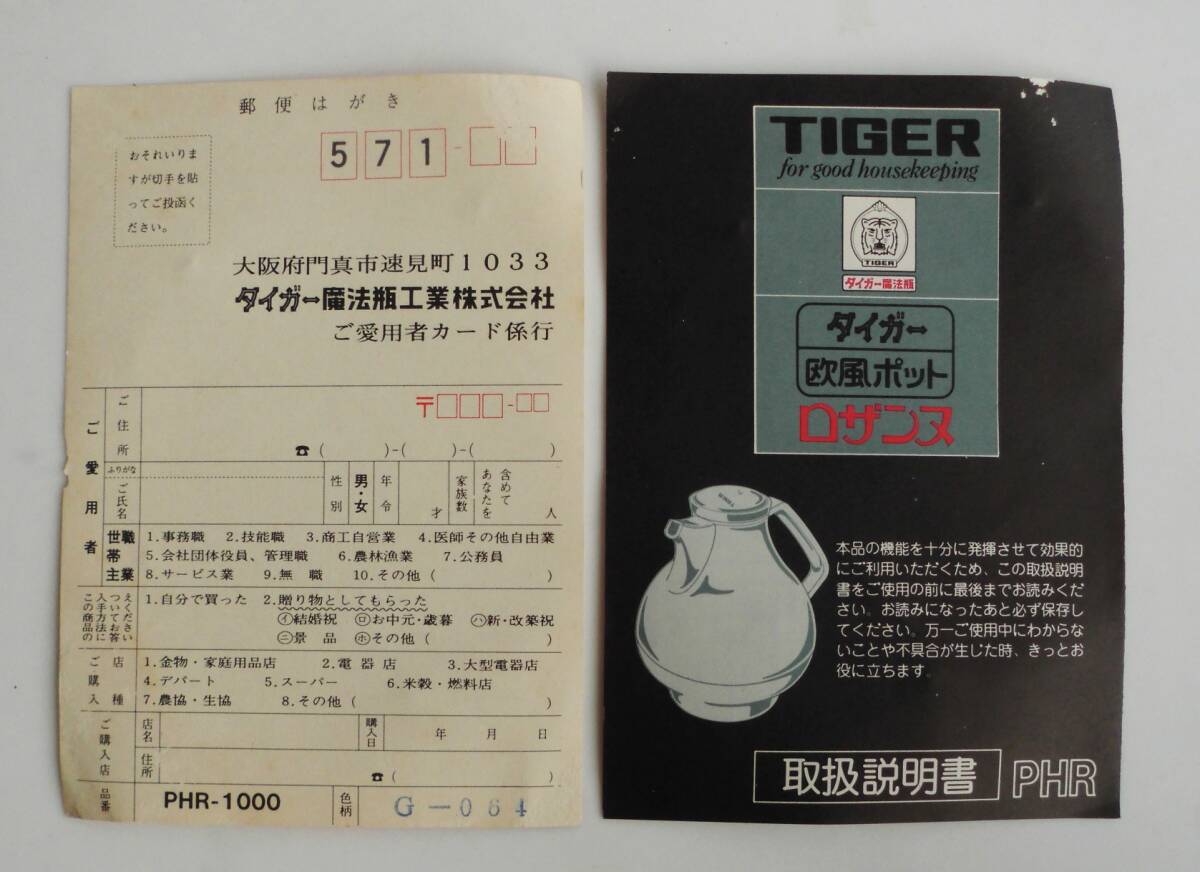 郵便はがき
おそれいりま
すが切手を貼
ってご投函く
ださい。
571-
大阪府門真市速見町1033
タイガー魔法瓶工業株式会社
ご愛用者カード係行
ご愛用者
ご住所
〒 -
☎( )-( )-( )
ふりがな
ご氏名
性別
男・女
年令
才
家族数
あなたを
含めて
人
世帯主
職業
1.事務職 2.技能職 3.商工自営業 4.医師その他自由業
5.会社団体役員、管理職 6.農林漁業 7.公務員
8.サービス業 9.無 職 10.その他( )
この商品の
入手方法に
ついてお答
えください
1.自分で買った 2.贈り物としてもらった
㋑結婚祝 ㋺お中元・歳暮 ㋩新・改築祝
㋥景 品 ㋭その他( )
ご購入
店種
1.金物・家庭用品店 2.電 器 店 3.大型電器店
4.デパート 5.スーパー 6.米穀・燃料店
7.農協・生協 8.その他( )
ご購入店
店名
購入日
年 月 日
住所
☎( )
品番
PHR-1000
色柄
G-064
TIGER
for good housekeeping
TIGER
タイガー魔法瓶
タイガー
欧風ポット
ロザンヌ
本品の機能を十分に発揮させて効果的
にご利用いただくため、この取扱説明
書をご使用の前に最後までお読みくだ
さい。お読みになったあと必ず保存し
てください。万一ご使用中にわからな
いことや不具合が生じた時、きっとお
役に立ちます。
取扱説明書
PHR